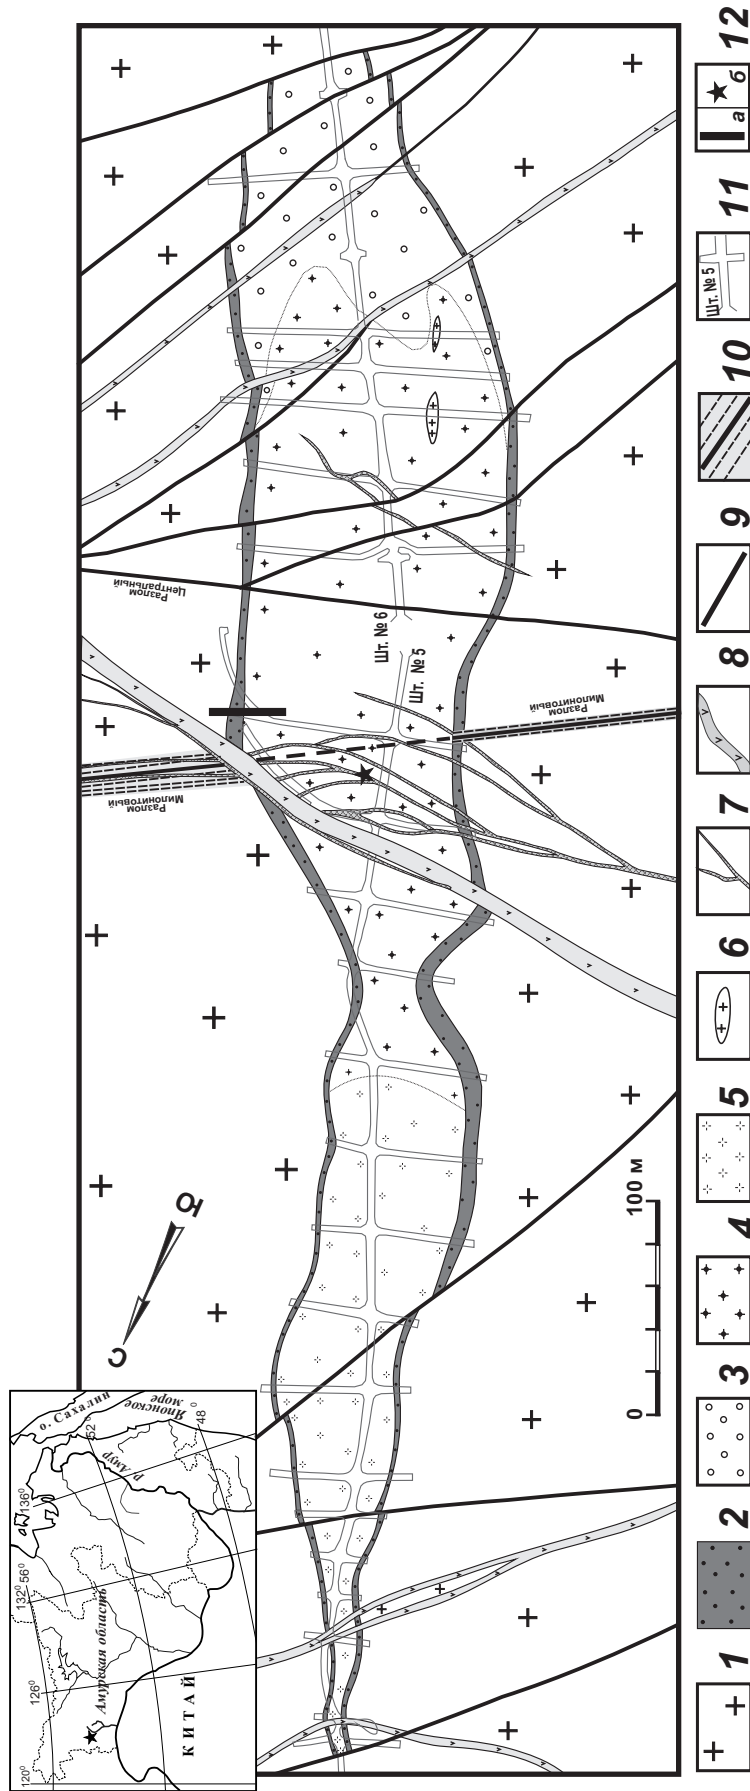 120⁰
126⁰
132⁰
56⁰
136⁰
52⁰
48⁰
о. Сахалин
Японское
море
р.Амур
Амурская область
КИТАЙ
С
Ю
Разлом
Милонитовый
Разлом
Центральный
Шт. № 6
Шт. № 5
Разлом
Милонитовый
0
100 м
1
2
3
4
5
6
7
8
9
10
Шт. № 5
11
а
б
12